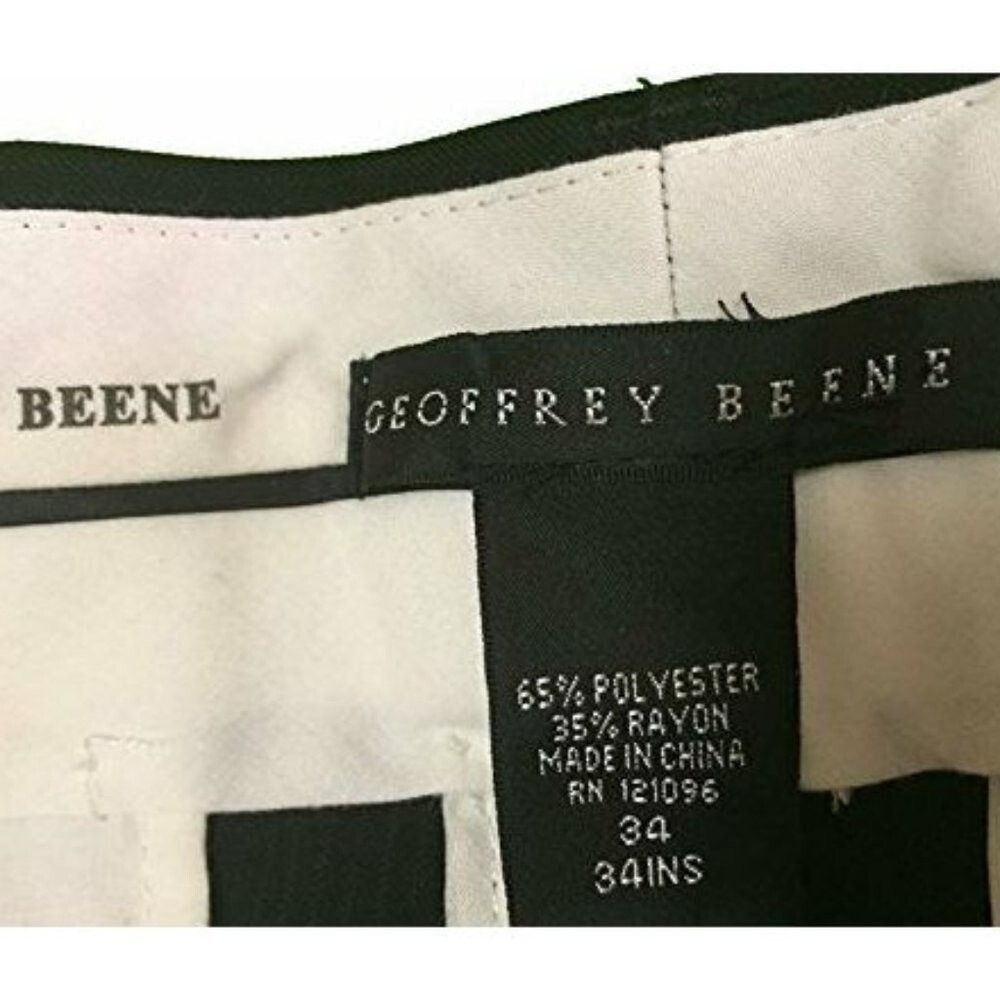 BEENE
GEOFFREY BEENE
65% POLYESTER
35% RAYON
MADE IN CHINA
RN 121096
34
34INS